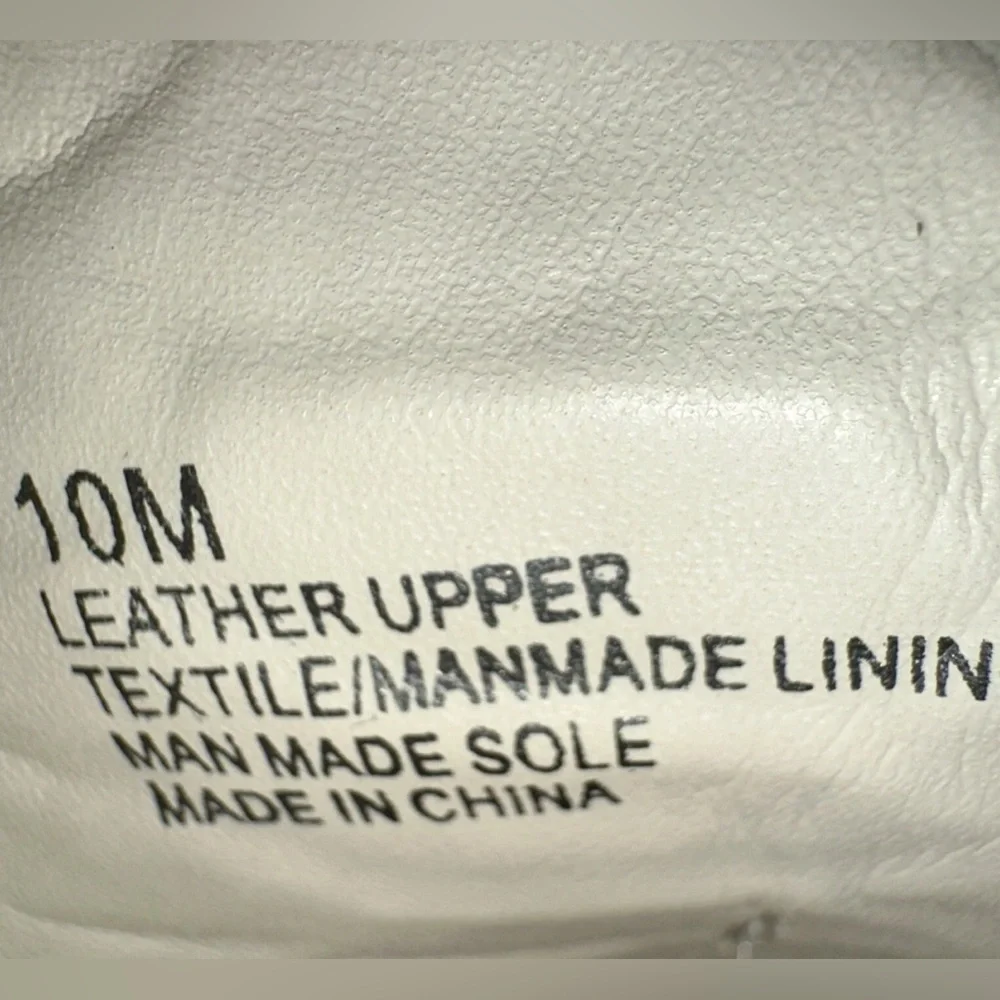 10M
LEATHER UPPER
TEXTILE/MANMADE LININ
MAN MADE SOLE
MADE IN CHINA